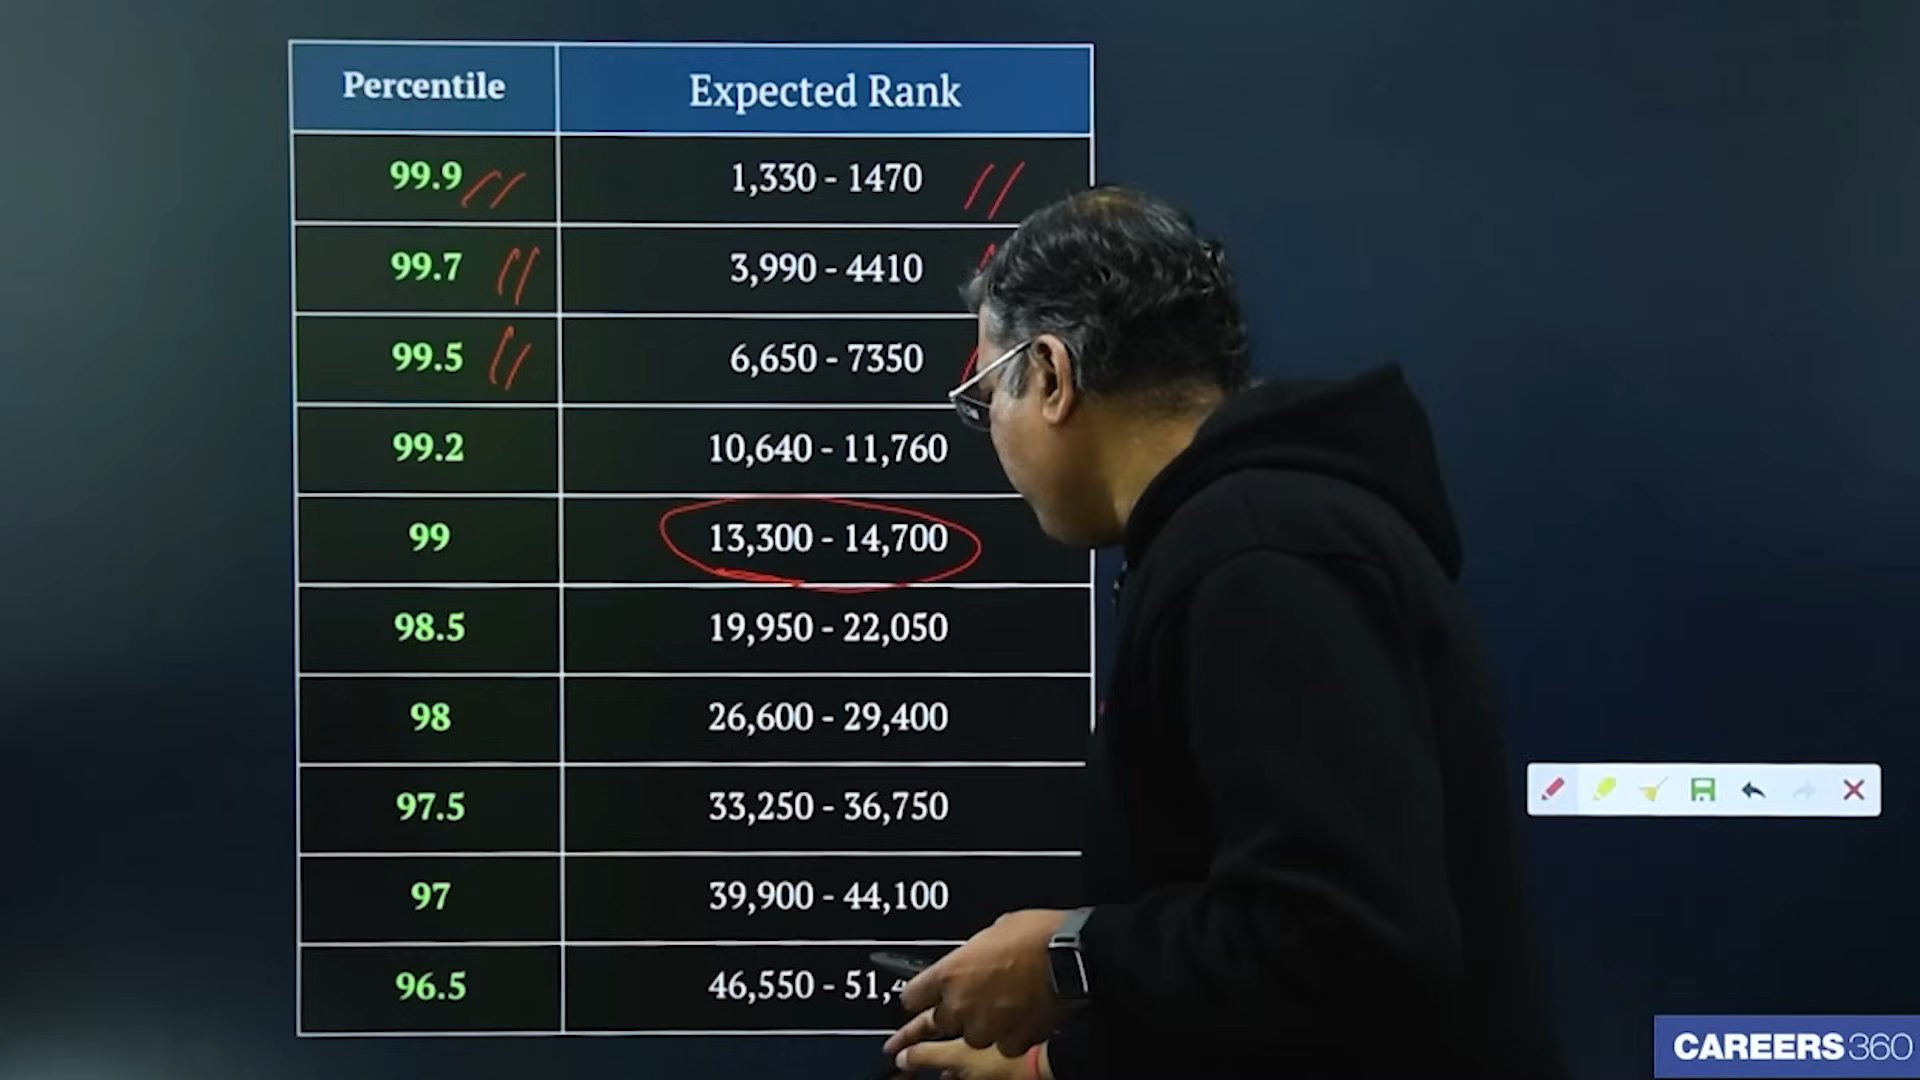 Percentile Expected Rank
99.9 1,330 - 1470
99.7 3,990 - 4410
99.5 6,650 - 7350
99.2 10,640 - 11,760
99 13,300 - 14,700
98.5 19,950 - 22,050
98 26,600 - 29,400
97.5 33,250 - 36,750
97 39,900 - 44,100
96.5 46,550 -
CAREERS360